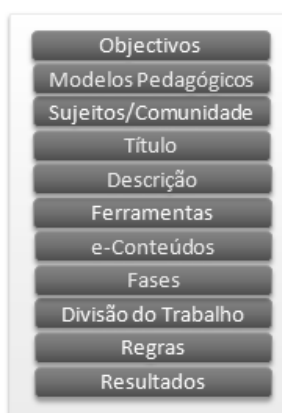 Objectivos
Modelos Pedagógicos
Sujeitos/Comunidade
Título
Descrição
Ferramentas
e-Conteúdos
Fases
Divisão do Trabalho
Regras
Resultados